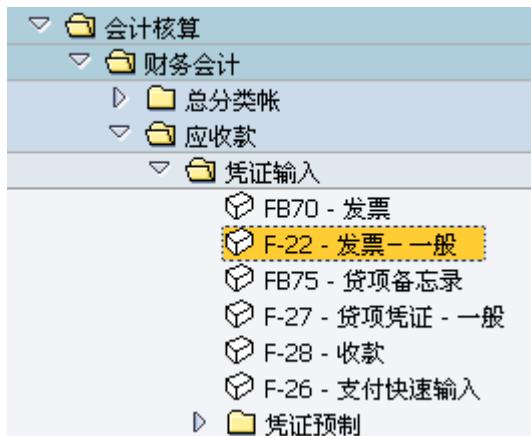 会计核算
财务会计
总分类帐
应收款
凭证输入
FB70 - 发票
F-22 - 发票- 一般
FB75 - 贷项备忘录
F-27 - 贷项凭证 - 一般
F-28 - 收款
F-26 - 支付快速输入
凭证预制